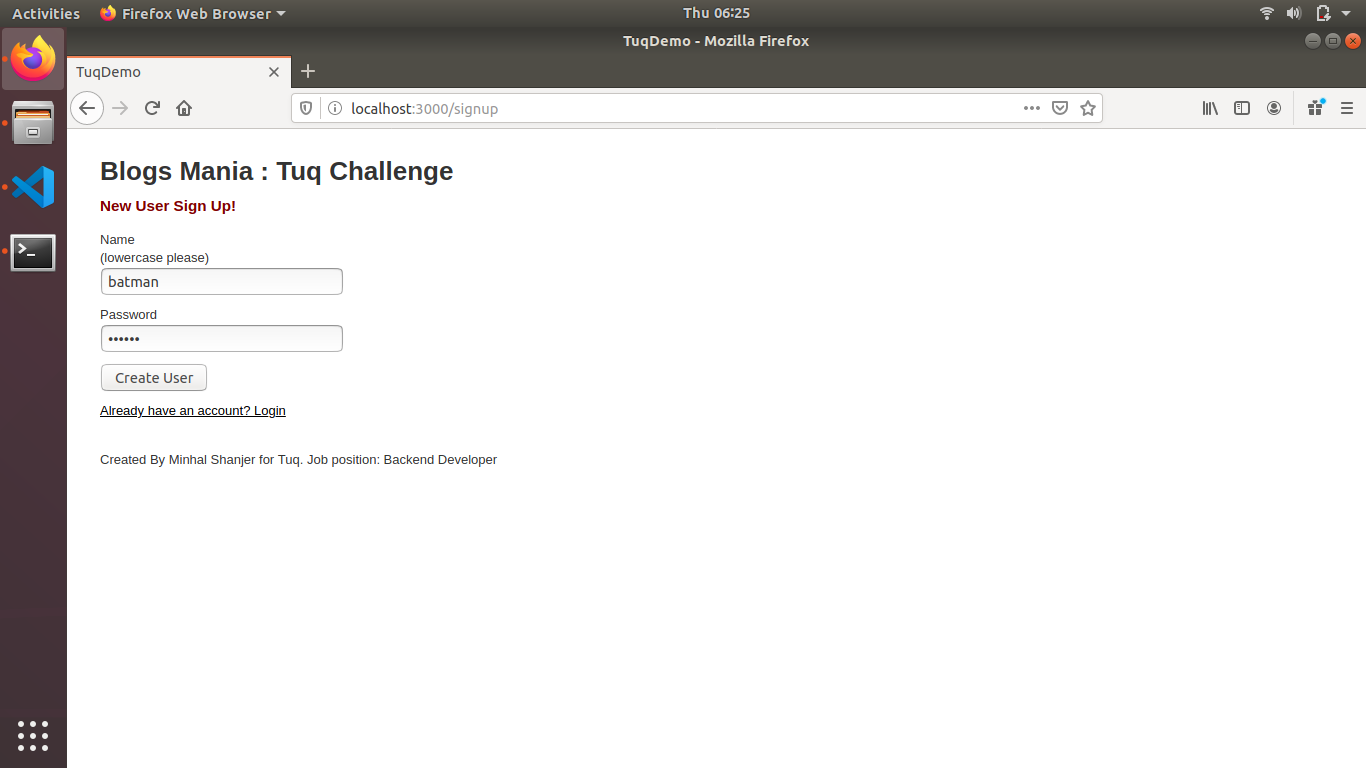 Activities
Firefox Web Browser
Thu 06:25
TuqDemo - Mozilla Firefox
TuqDemo
localhost:3000/signup
Blogs Mania : Tuq Challenge
New User Sign Up!
Name
(lowercase please)
batman
Password
••••••
Create User
Already have an account? Login
Created By Minhal Shanjer for Tuq. Job position: Backend Developer